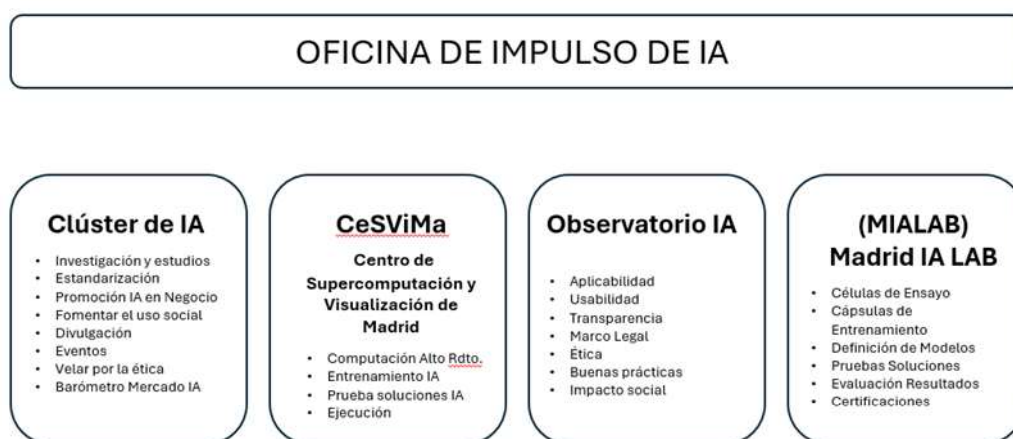 OFICINA DE IMPULSO DE IA
Clúster de IA
• Investigación y estudios
• Estandarización
• Promoción IA en Negocio
• Fomentar el uso social
• Divulgación
• Eventos
• Velar por la ética
• Barómetro Mercado IA
CeSViMa
Centro de
Supercomputación y
Visualización de
Madrid
• Computación Alto Rdto.
• Entrenamiento IA
• Prueba soluciones IA
• Ejecución
Observatorio IA
• Aplicabilidad
• Usabilidad
• Transparencia
• Marco Legal
• Ética
• Buenas prácticas
• Impacto social
(MIALAB)
Madrid IA LAB
• Células de Ensayo
• Cápsulas de
Entrenamiento
• Definición de Modelos
• Pruebas Soluciones
• Evaluación Resultados
• Certificaciones